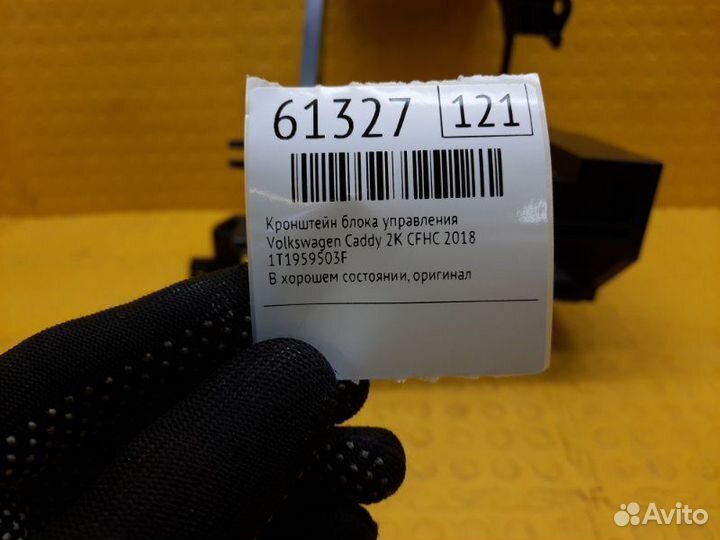 61327 121
Кронштейн блока управления
Volkswagen Caddy 2K CFHC 2018
1T1959503F
В хорошем состоянии, оригинал
Avito